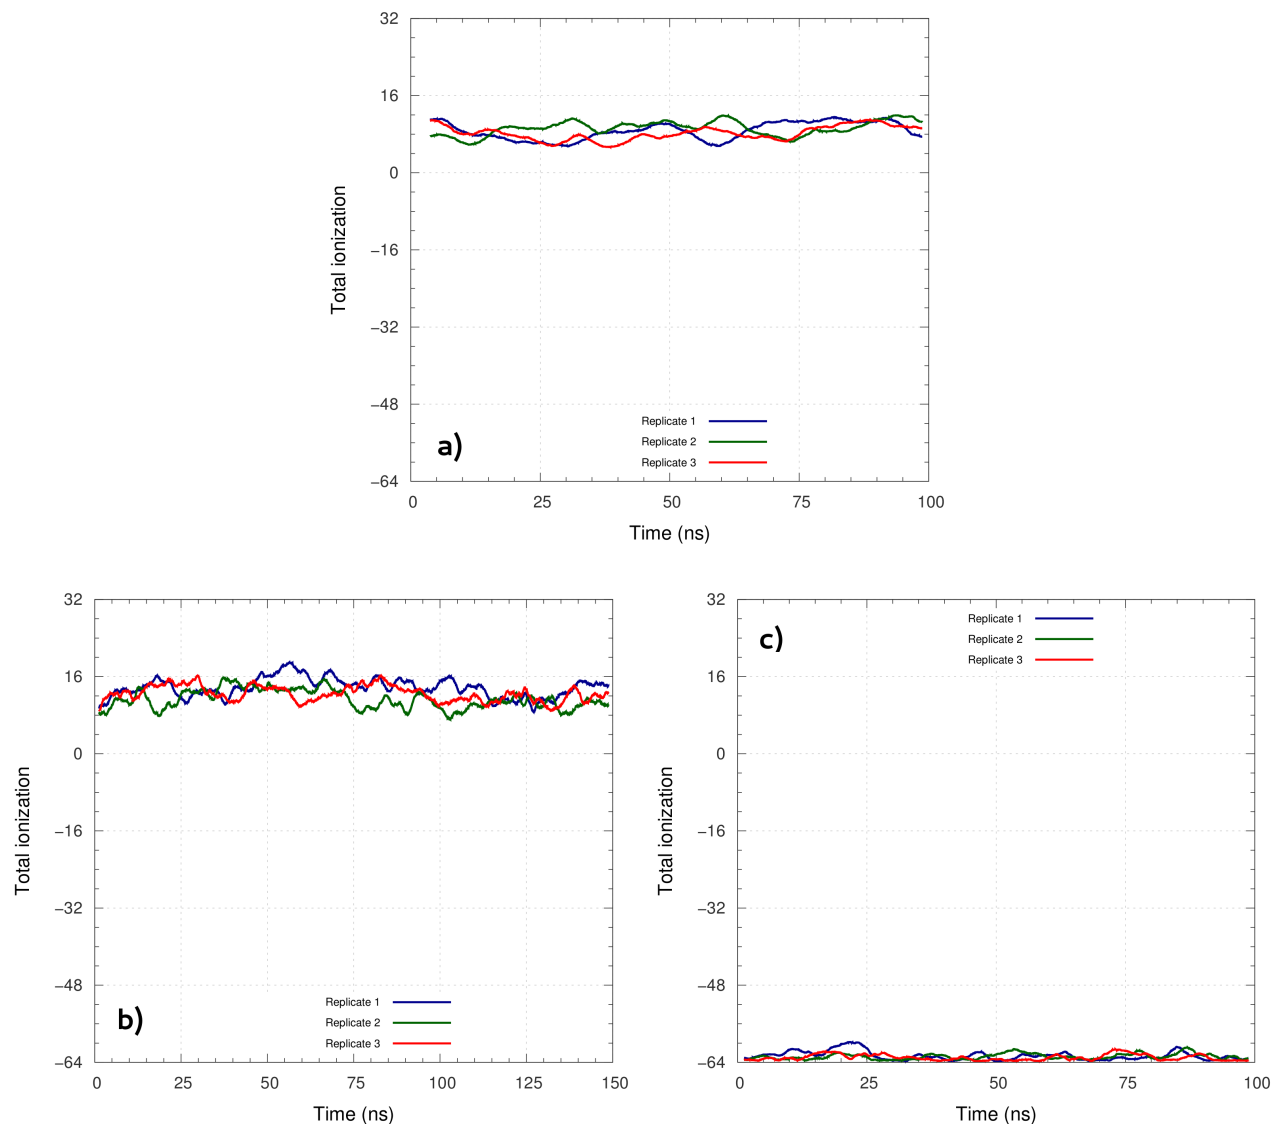 32
16
0
−16
−32
−48
−64
Total ionization
Replicate 1
Replicate 2
Replicate 3
a)
0 25 50 75 100
Time (ns)
32
16
0
−16
−32
−48
−64
Total ionization
Replicate 1
Replicate 2
Replicate 3
b)
0 25 50 75 100 125 150
Time (ns)
32
16
0
−16
−32
−48
−64
Total ionization
c)
Replicate 1
Replicate 2
Replicate 3
0 25 50 75 100
Time (ns)